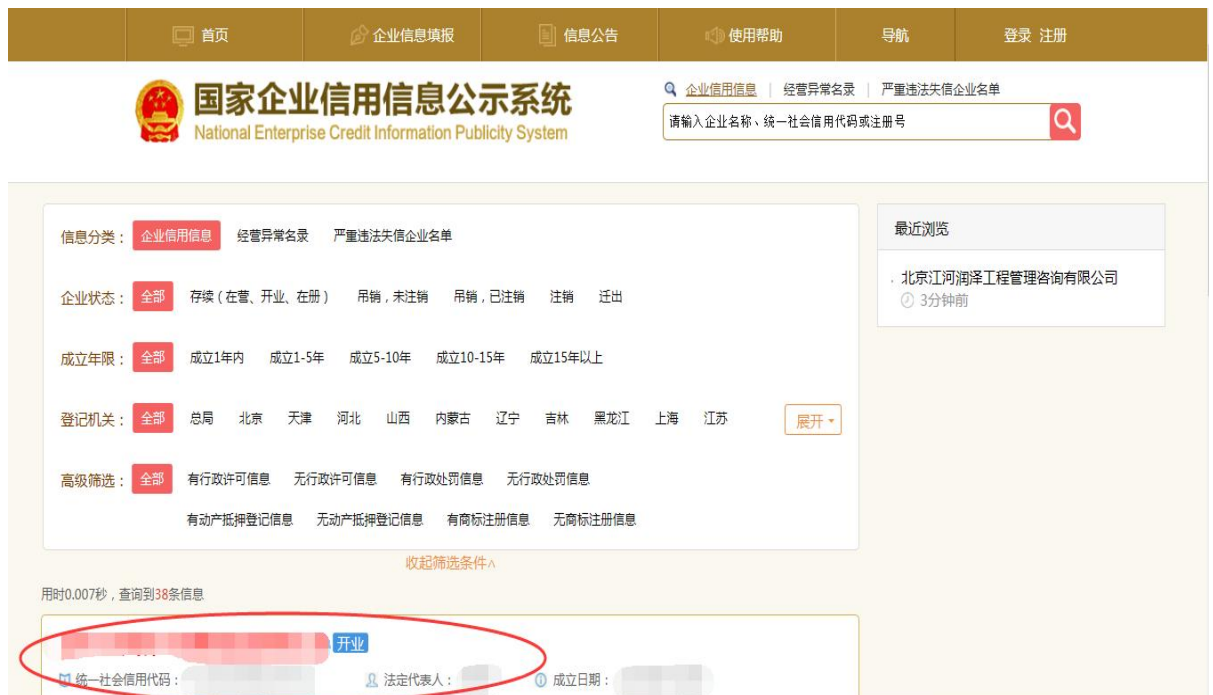 首页 企业信息填报 信息公告 使用帮助 导航 登录 注册
国家企业信用信息公示系统
National Enterprise Credit Information Publicity System
企业信用信息 | 经营异常名录 | 严重违法失信企业名单
请输入企业名称、统一社会信用代码或注册号
信息分类： 企业信用信息 经营异常名录 严重违法失信企业名单
企业状态： 全部 存续（在营、开业、在册） 吊销，未注销 吊销，已注销 注销 迁出
成立年限： 全部 成立1年内 成立1-5年 成立5-10年 成立10-15年 成立15年以上
登记机关： 全部 总局 北京 天津 河北 山西 内蒙古 辽宁 吉林 黑龙江 上海 江苏 展开
高级筛选： 全部 有行政许可信息 无行政许可信息 有行政处罚信息 无行政处罚信息
有动产抵押登记信息 无动产抵押登记信息 有商标注册信息 无商标注册信息
收起筛选条件∧
最近浏览
. 北京江河润泽工程管理咨询有限公司
3分钟前
用时0.007秒，查询到38条信息
开业
统一社会信用代码： 法定代表人： 成立日期：